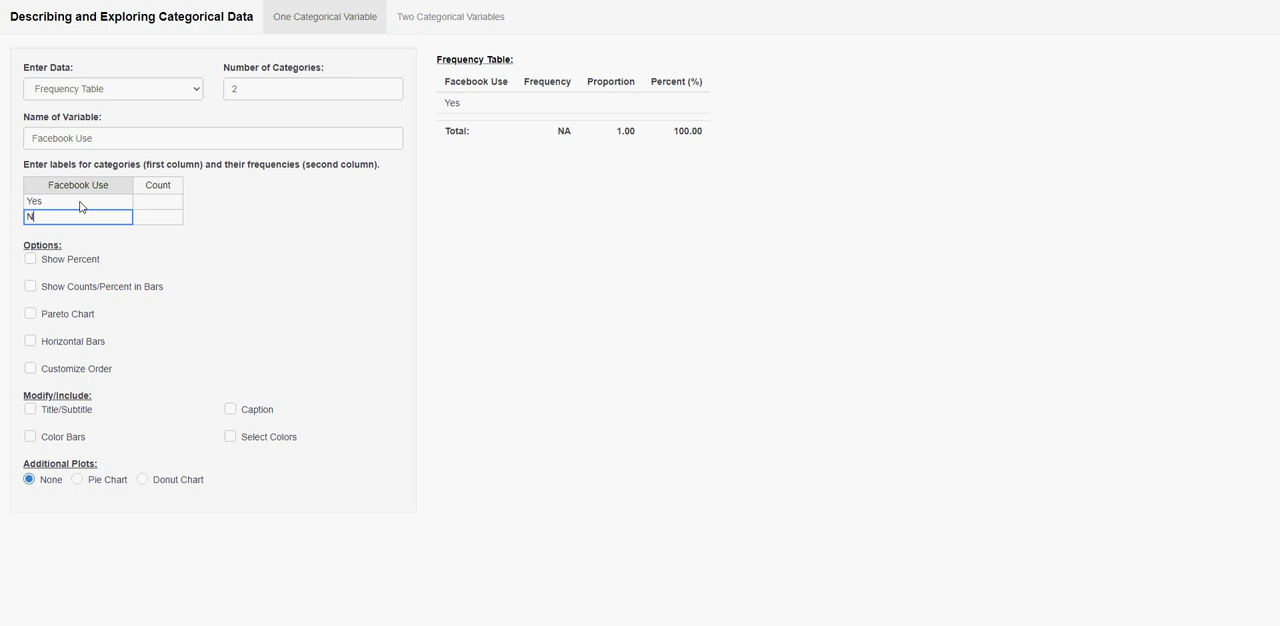 Describing and Exploring Categorical Data One Categorical Variable Two Categorical Variables
Enter Data: Number of Categories:
Frequency Table 2
Name of Variable:
Facebook Use
Enter labels for categories (first column) and their frequencies (second column).
Facebook Use Count
Yes
N
Options:
Show Percent
Show Counts/Percent in Bars
Pareto Chart
Horizontal Bars
Customize Order
Modify/Include:
Title/Subtitle Caption
Color Bars Select Colors
Additional Plots:
None Pie Chart Donut Chart
Frequency Table:
Facebook Use Frequency Proportion Percent (%)
Yes
Total: NA 1.00 100.00